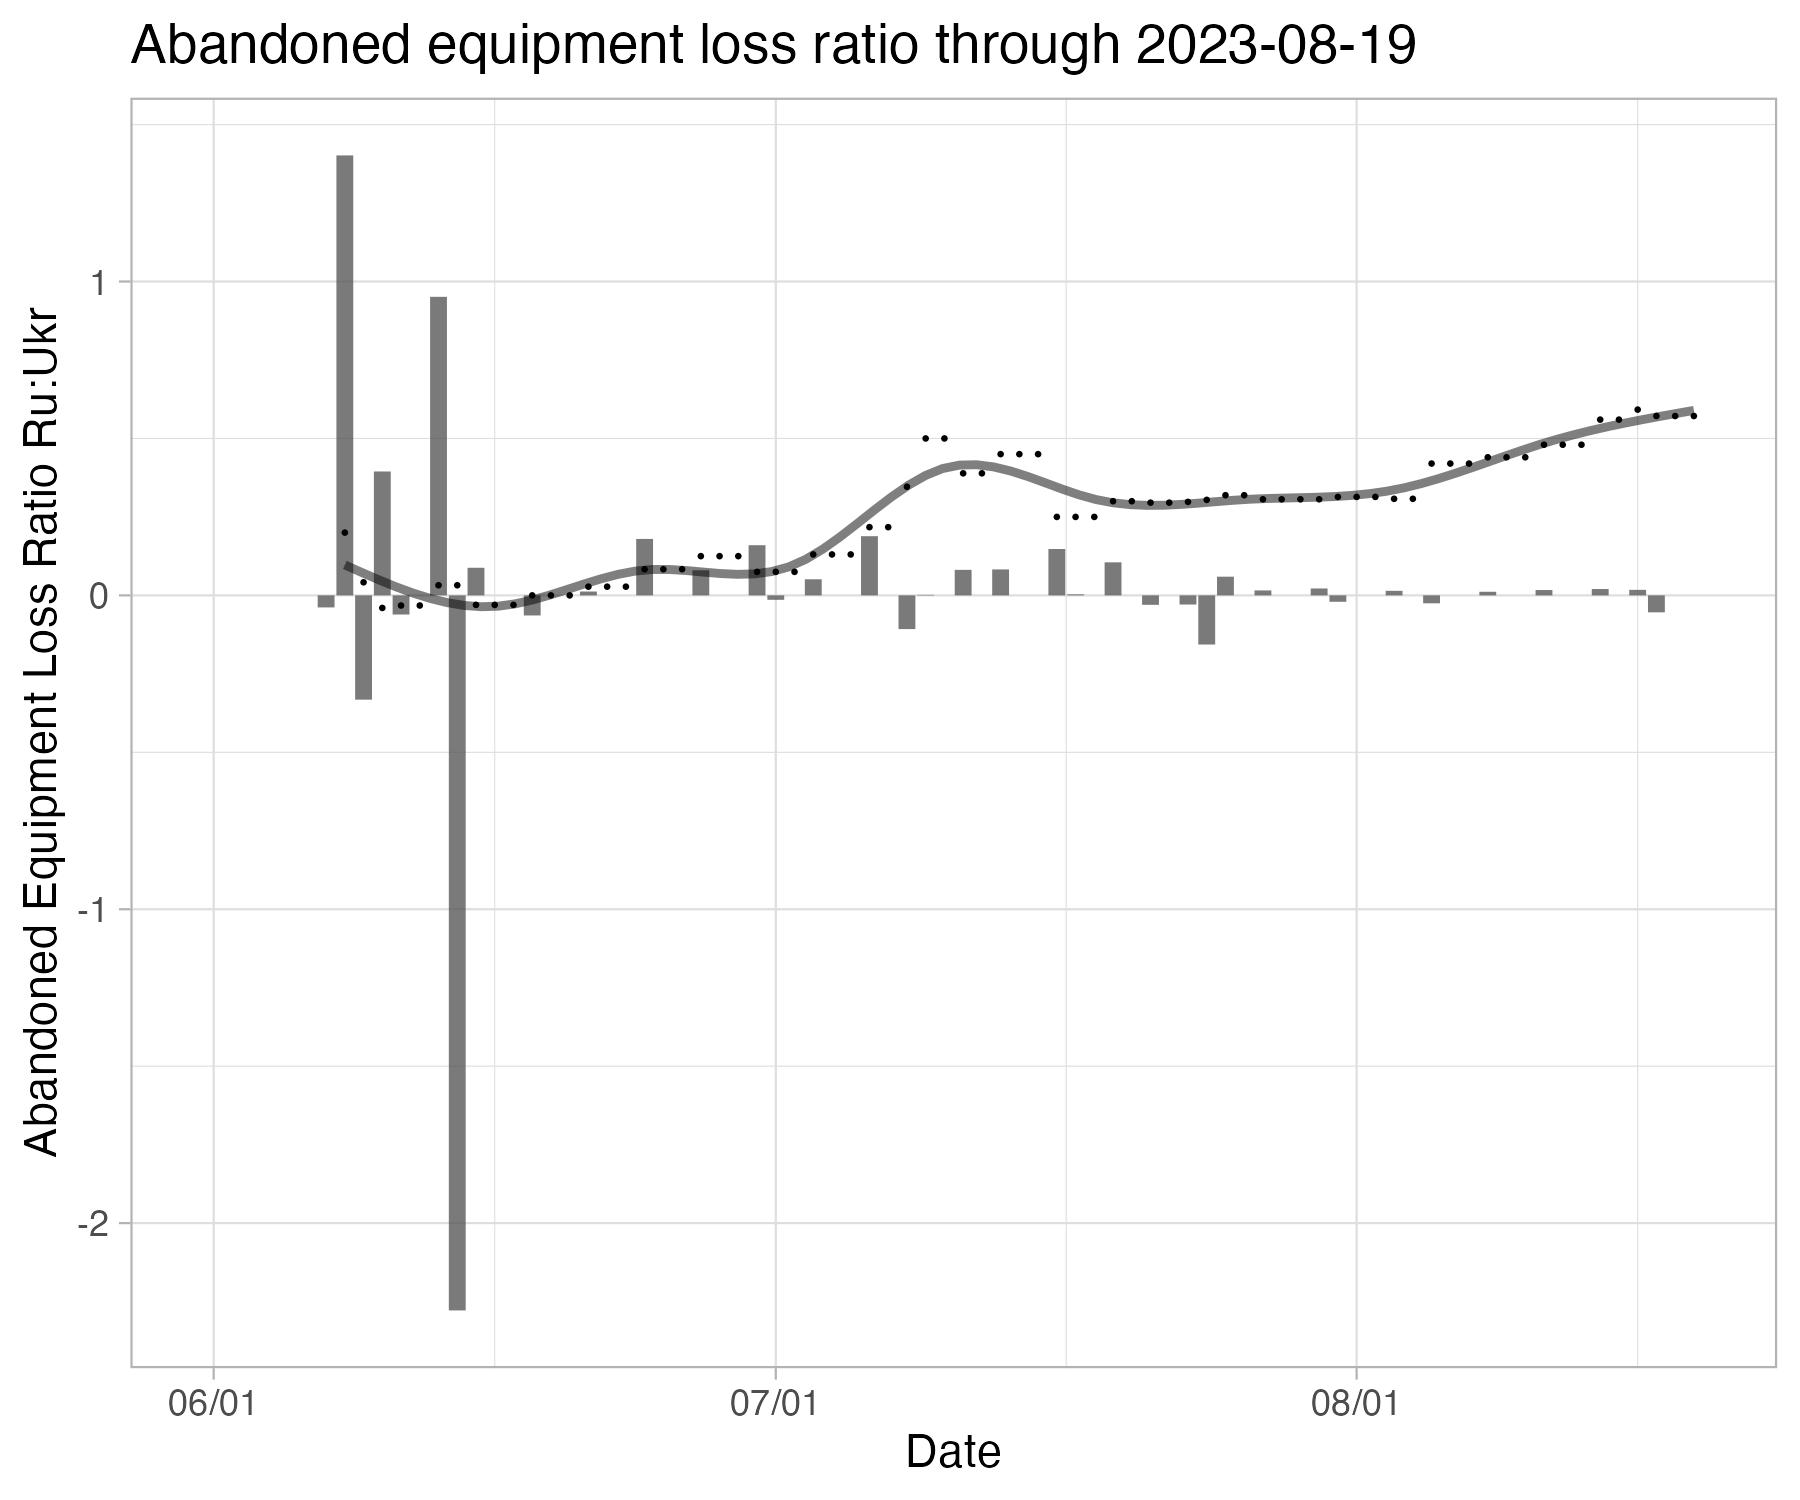 Abandoned equipment loss ratio through 2023-08-19
Abandoned Equipment Loss Ratio Ru:Ukr
1
0
-1
-2
06/01
07/01
08/01
Date